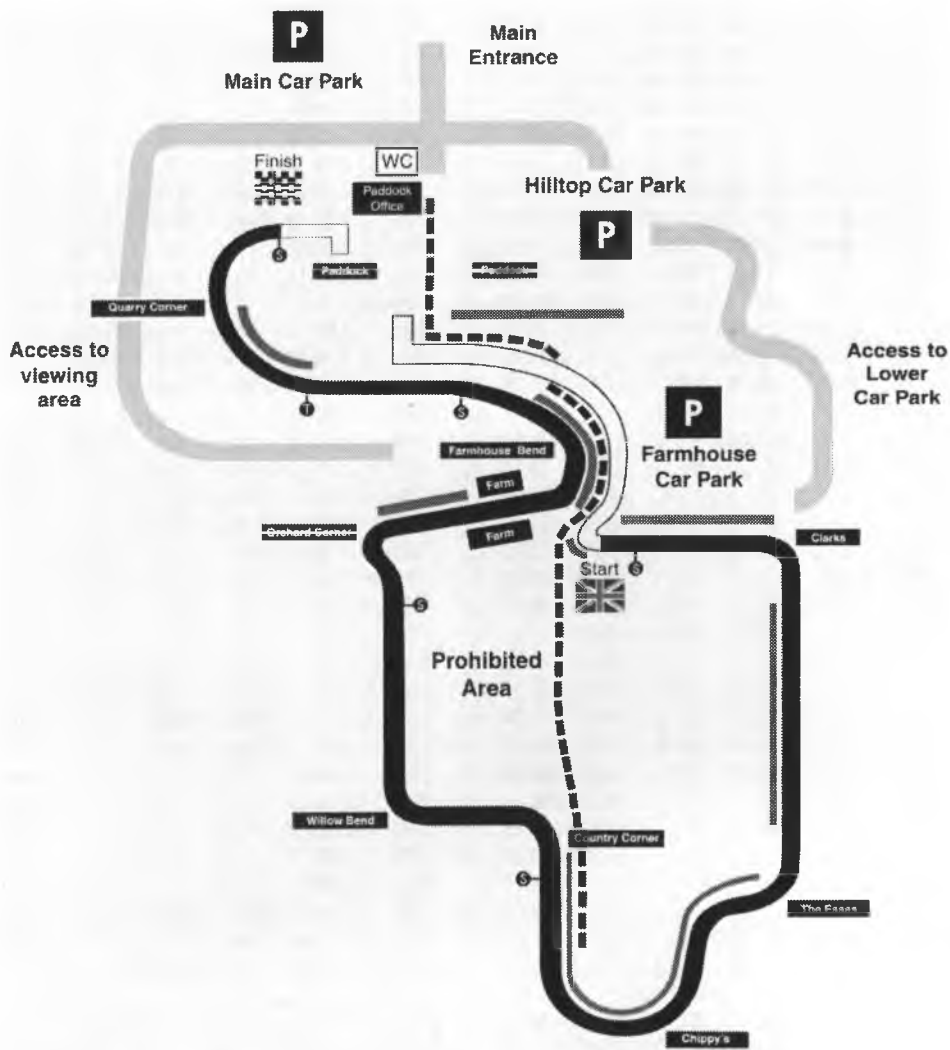 P
Main Car Park
Main
Entrance
Finish
WC
Paddock
Office
Hilltop Car Park
P
S
Paddock
Paddock
Quarry Corner
Access to
viewing
area
Access to
Lower
Car Park
P
T
S
Farmhouse Bend
Farmhouse
Car Park
Farm
Orchard Corner
Farm
Clarks
Start
S
S
Prohibited
Area
Willow Bend
Country Corner
S
The Esses
Chippy's